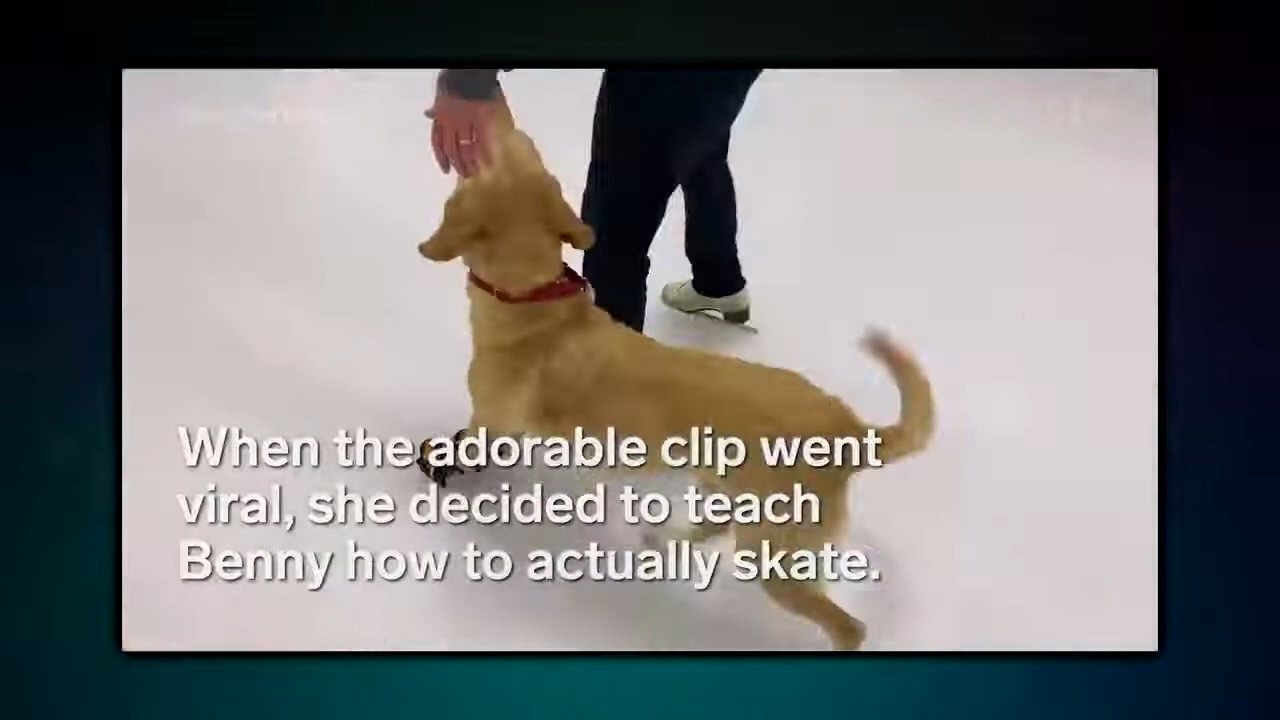 When the adorable clip went
viral, she decided to teach
Benny how to actually skate.